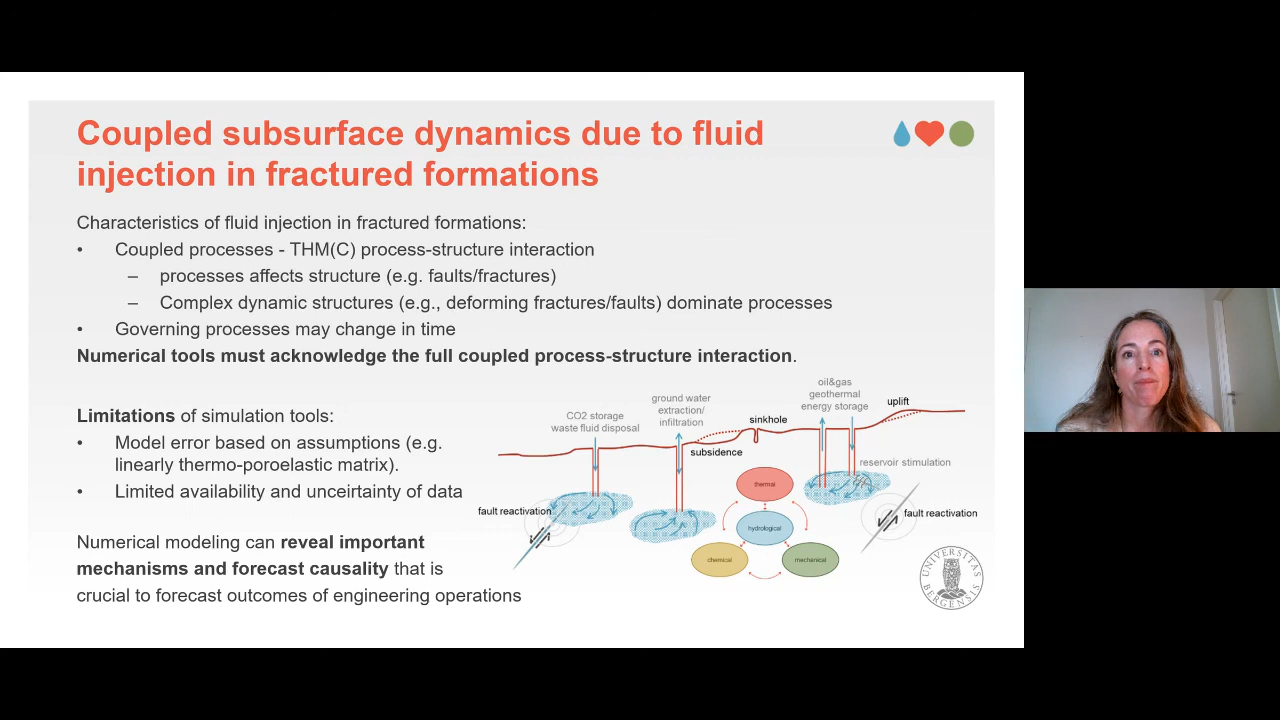 Coupled subsurface dynamics due to fluid
injection in fractured formations
Characteristics of fluid injection in fractured formations:
• Coupled processes - THM(C) process-structure interaction
– processes affects structure (e.g. faults/fractures)
– Complex dynamic structures (e.g., deforming fractures/faults) dominate processes
• Governing processes may change in time
Numerical tools must acknowledge the full coupled process-structure interaction.
Limitations of simulation tools:
• Model error based on assumptions (e.g.
linearly thermo-poroelastic matrix).
• Limited availability and unceirtainty of data
Numerical modeling can reveal important
mechanisms and forecast causality that is
crucial to forecast outcomes of engineering operations
CO2 storage
waste fluid disposal
ground water
extraction/
infiltration
oil&gas
geothermal
energy storage
uplift
sinkhole
subsidence
reservoir stimulation
fault reactivation
fault reactivation
thermal
hydrological
chemical
mechanical
UNIVERSITAS
BERGENSIS